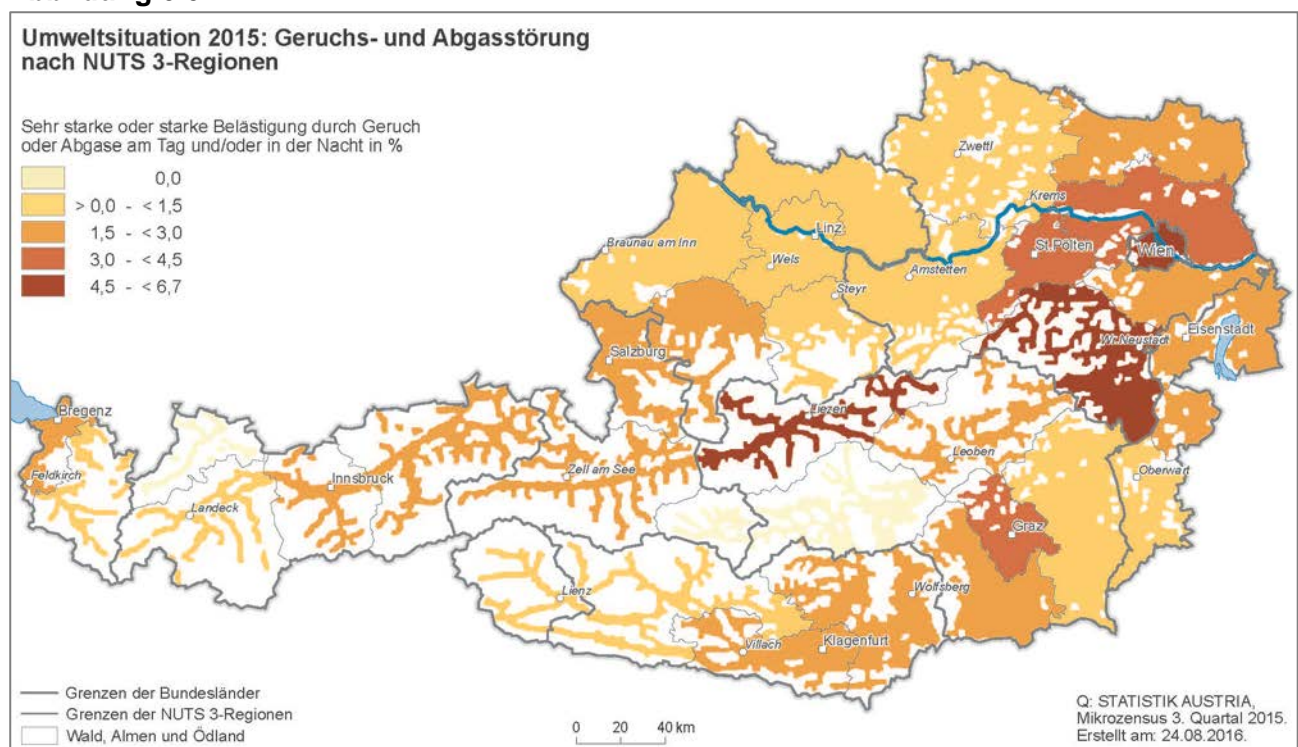 Umweltsituation 2015: Geruchs- und Abgasstörung
nach NUTS 3-Regionen
Sehr starke oder starke Belästigung durch Geruch
oder Abgase am Tag und/oder in der Nacht in %
0,0
> 0,0 - < 1,5
1,5 - < 3,0
3,0 - < 4,5
4,5 - < 6,7
Zwettl
Krems
Linz
Braunau am Inn
Wels
St.Pölten
Wien
Amstetten
Steyr
Eisenstadt
Wr. Neustadt
Salzburg
Bregenz
Liezen
Leoben
Feldkirch
Innsbruck
Zell am See
Oberwart
Landeck
Graz
Lienz
Wolfsberg
Villach
Klagenfurt
Grenzen der Bundesländer
Grenzen der NUTS 3-Regionen
Wald, Almen und Ödland
0 20 40 km
Q: STATISTIK AUSTRIA,
Mikrozensus 3. Quartal 2015.
Erstellt am: 24.08.2016.